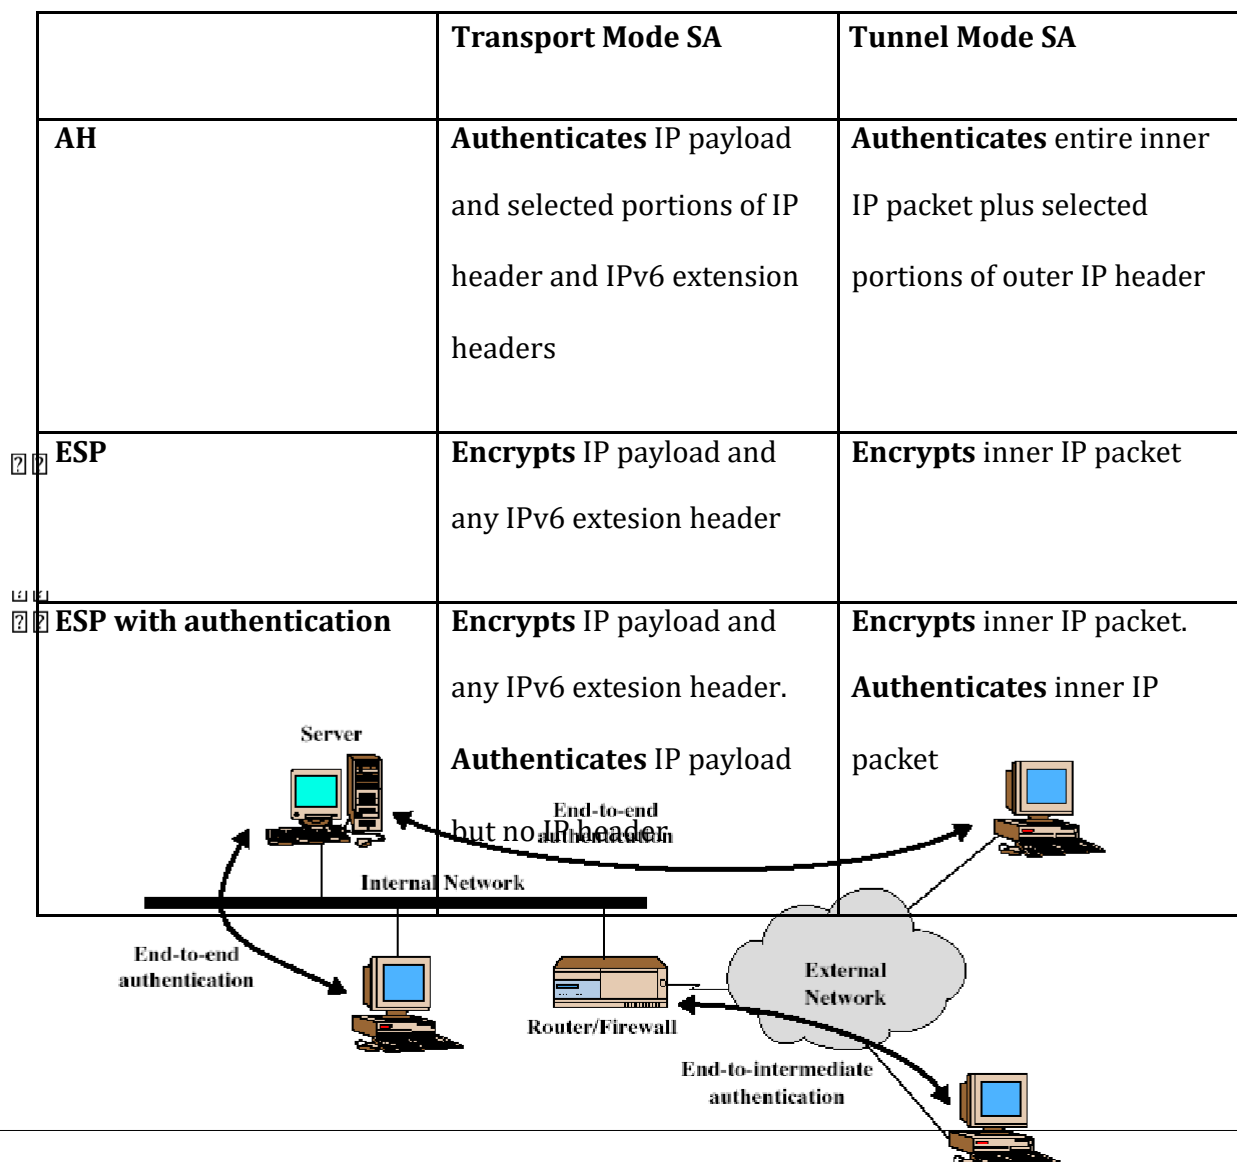 Transport Mode SA
Tunnel Mode SA
AH
Authenticates IP payload
and selected portions of IP
header and IPv6 extension
headers
Authenticates entire inner
IP packet plus selected
portions of outer IP header
ESP
Encrypts IP payload and
any IPv6 extesion header
Encrypts inner IP packet
ESP with authentication
Encrypts IP payload and
any IPv6 extesion header.
Authenticates IP payload
but no IP header
Encrypts inner IP packet.
Authenticates inner IP
packet
Server
End-to-end
authentication
Internal Network
End-to-end
authentication
Router/Firewall
External
Network
End-to-intermediate
authentication